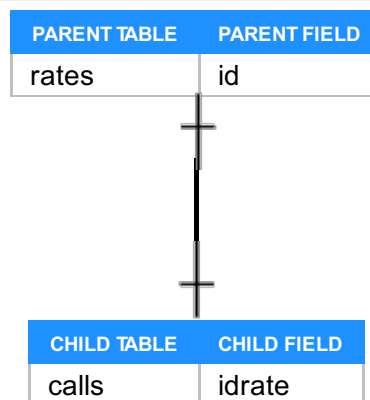 PARENT TABLE PARENT FIELD
rates id
CHILD TABLE CHILD FIELD
calls idrate